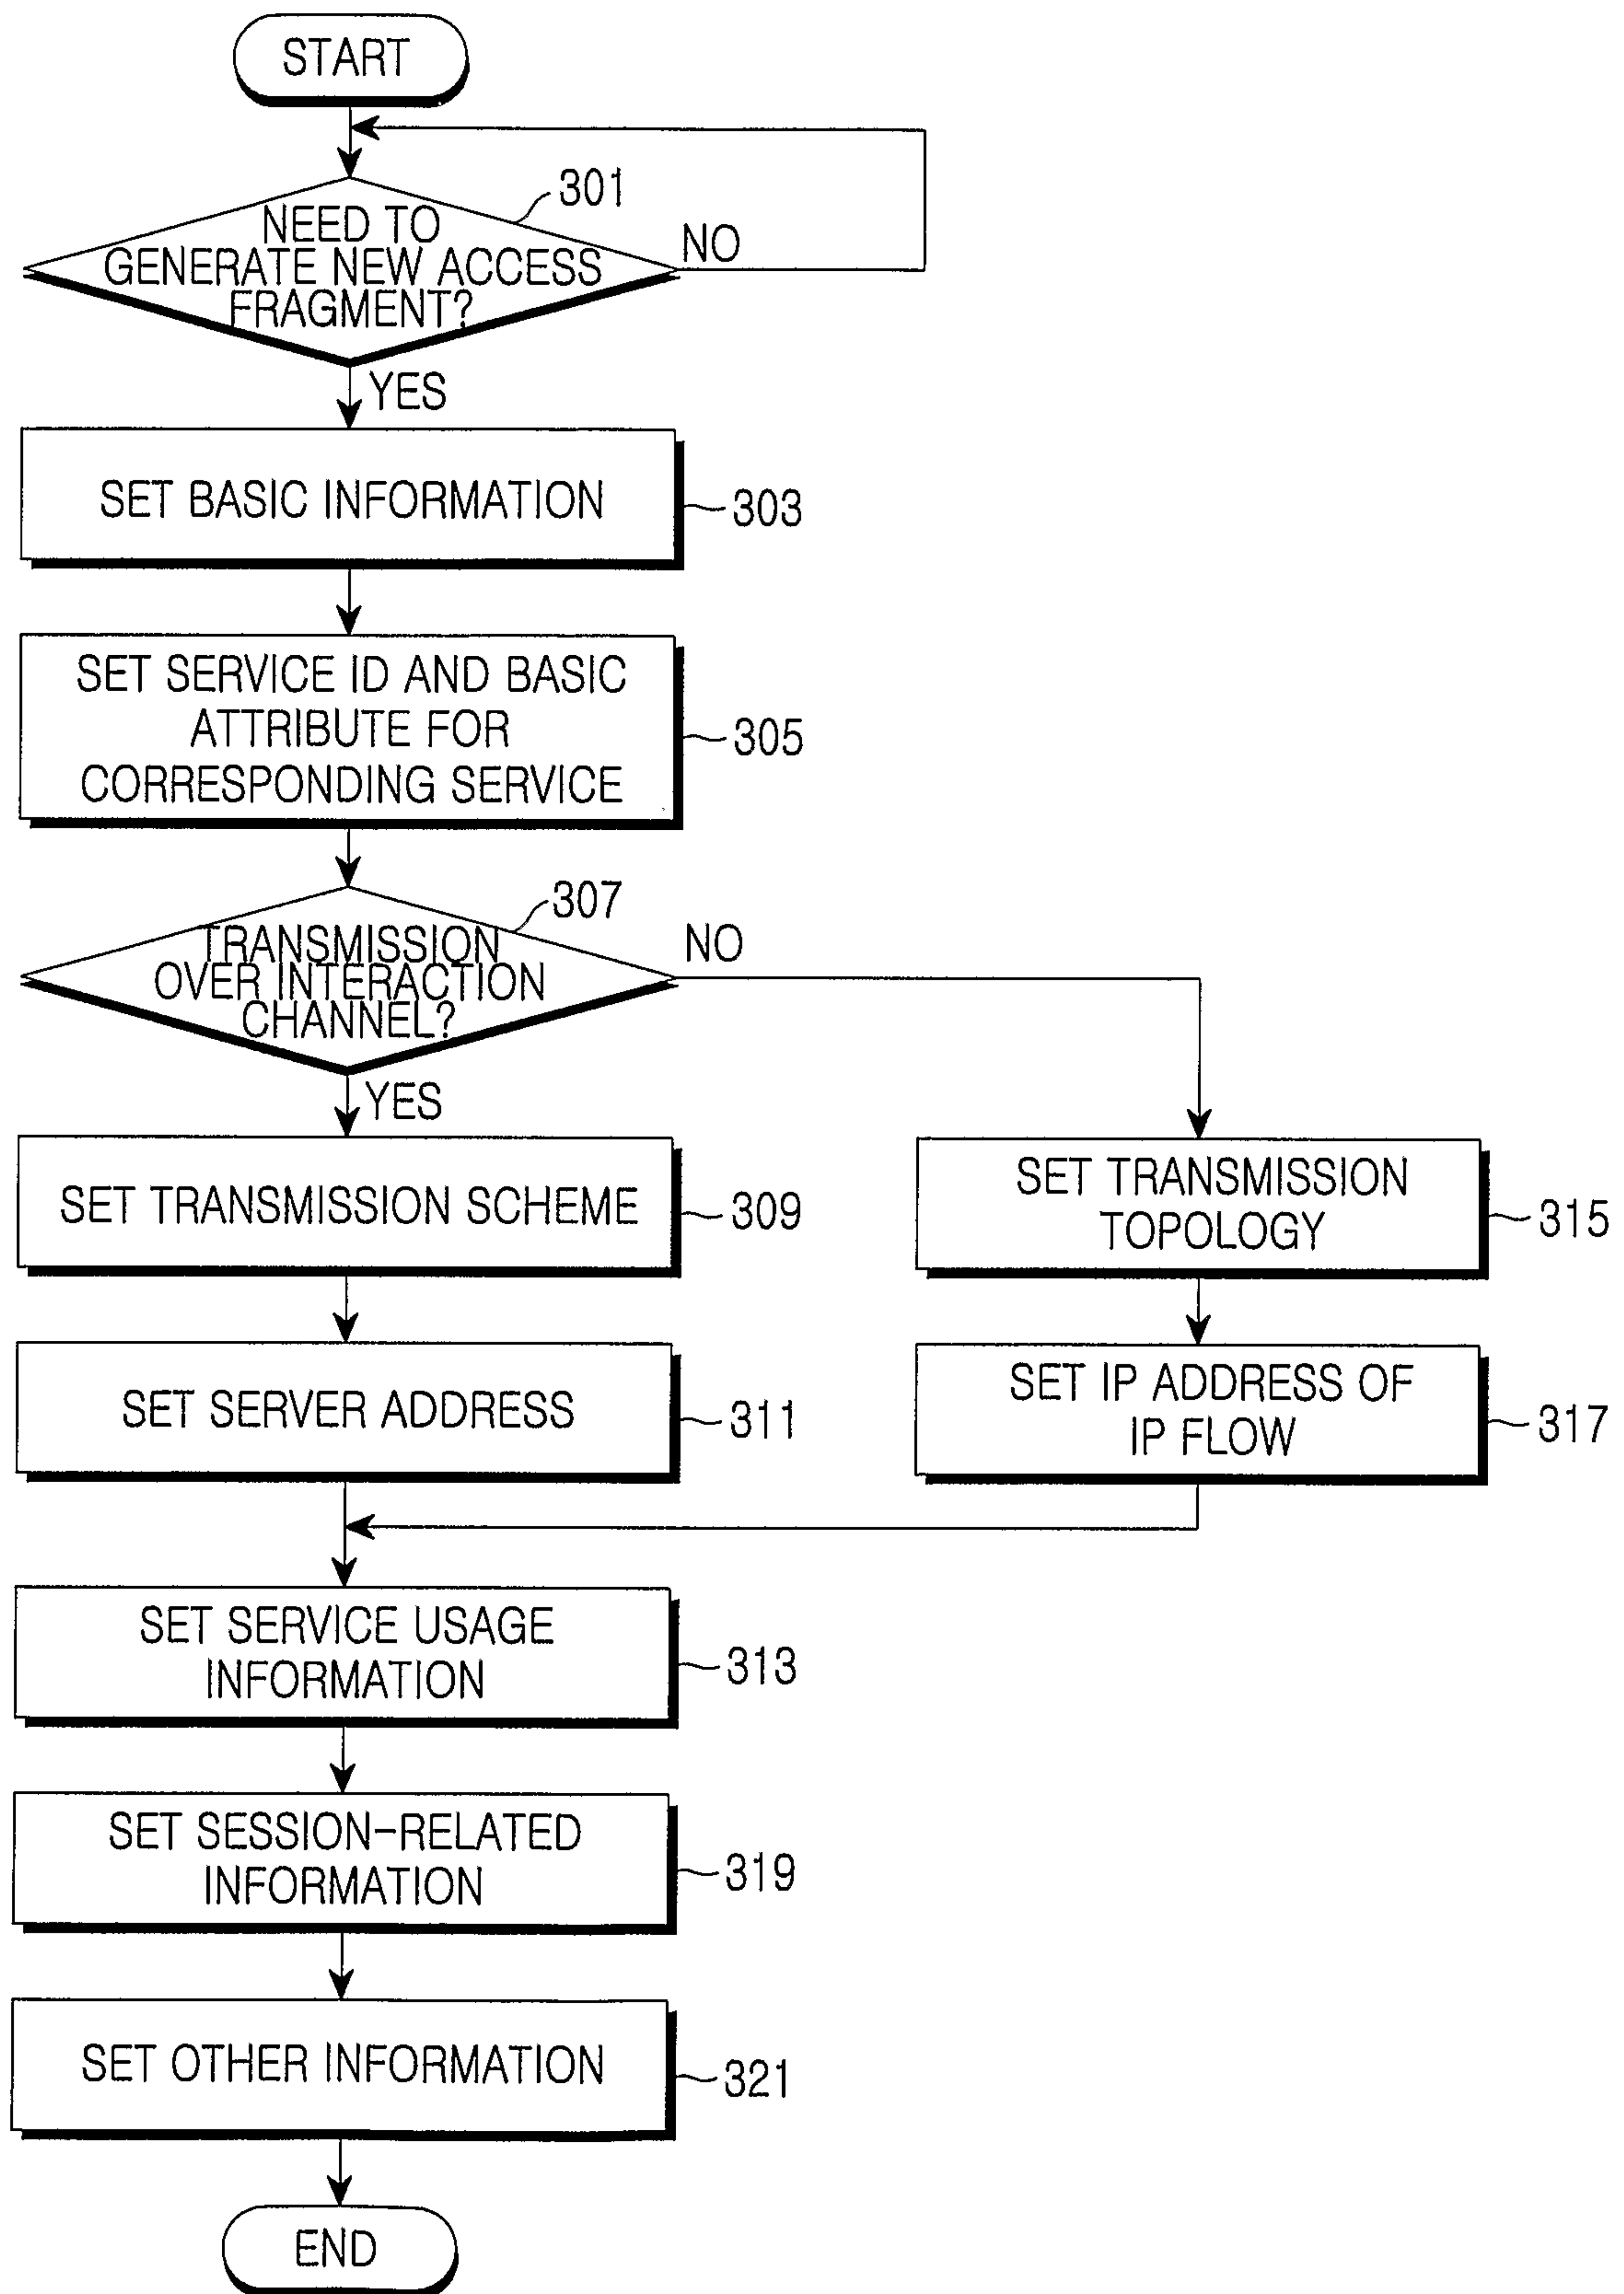 START
301
NEED TO
GENERATE NEW ACCESS
FRAGMENT?
NO
YES
SET BASIC INFORMATION
303
SET SERVICE ID AND BASIC
ATTRIBUTE FOR
CORRESPONDING SERVICE
305
307
TRANSMISSION
OVER INTERACTION
CHANNEL?
NO
YES
SET TRANSMISSION SCHEME
309
SET TRANSMISSION
TOPOLOGY
315
SET SERVER ADDRESS
311
SET IP ADDRESS OF
IP FLOW
317
SET SERVICE USAGE
INFORMATION
313
SET SESSION-RELATED
INFORMATION
319
SET OTHER INFORMATION
321
END